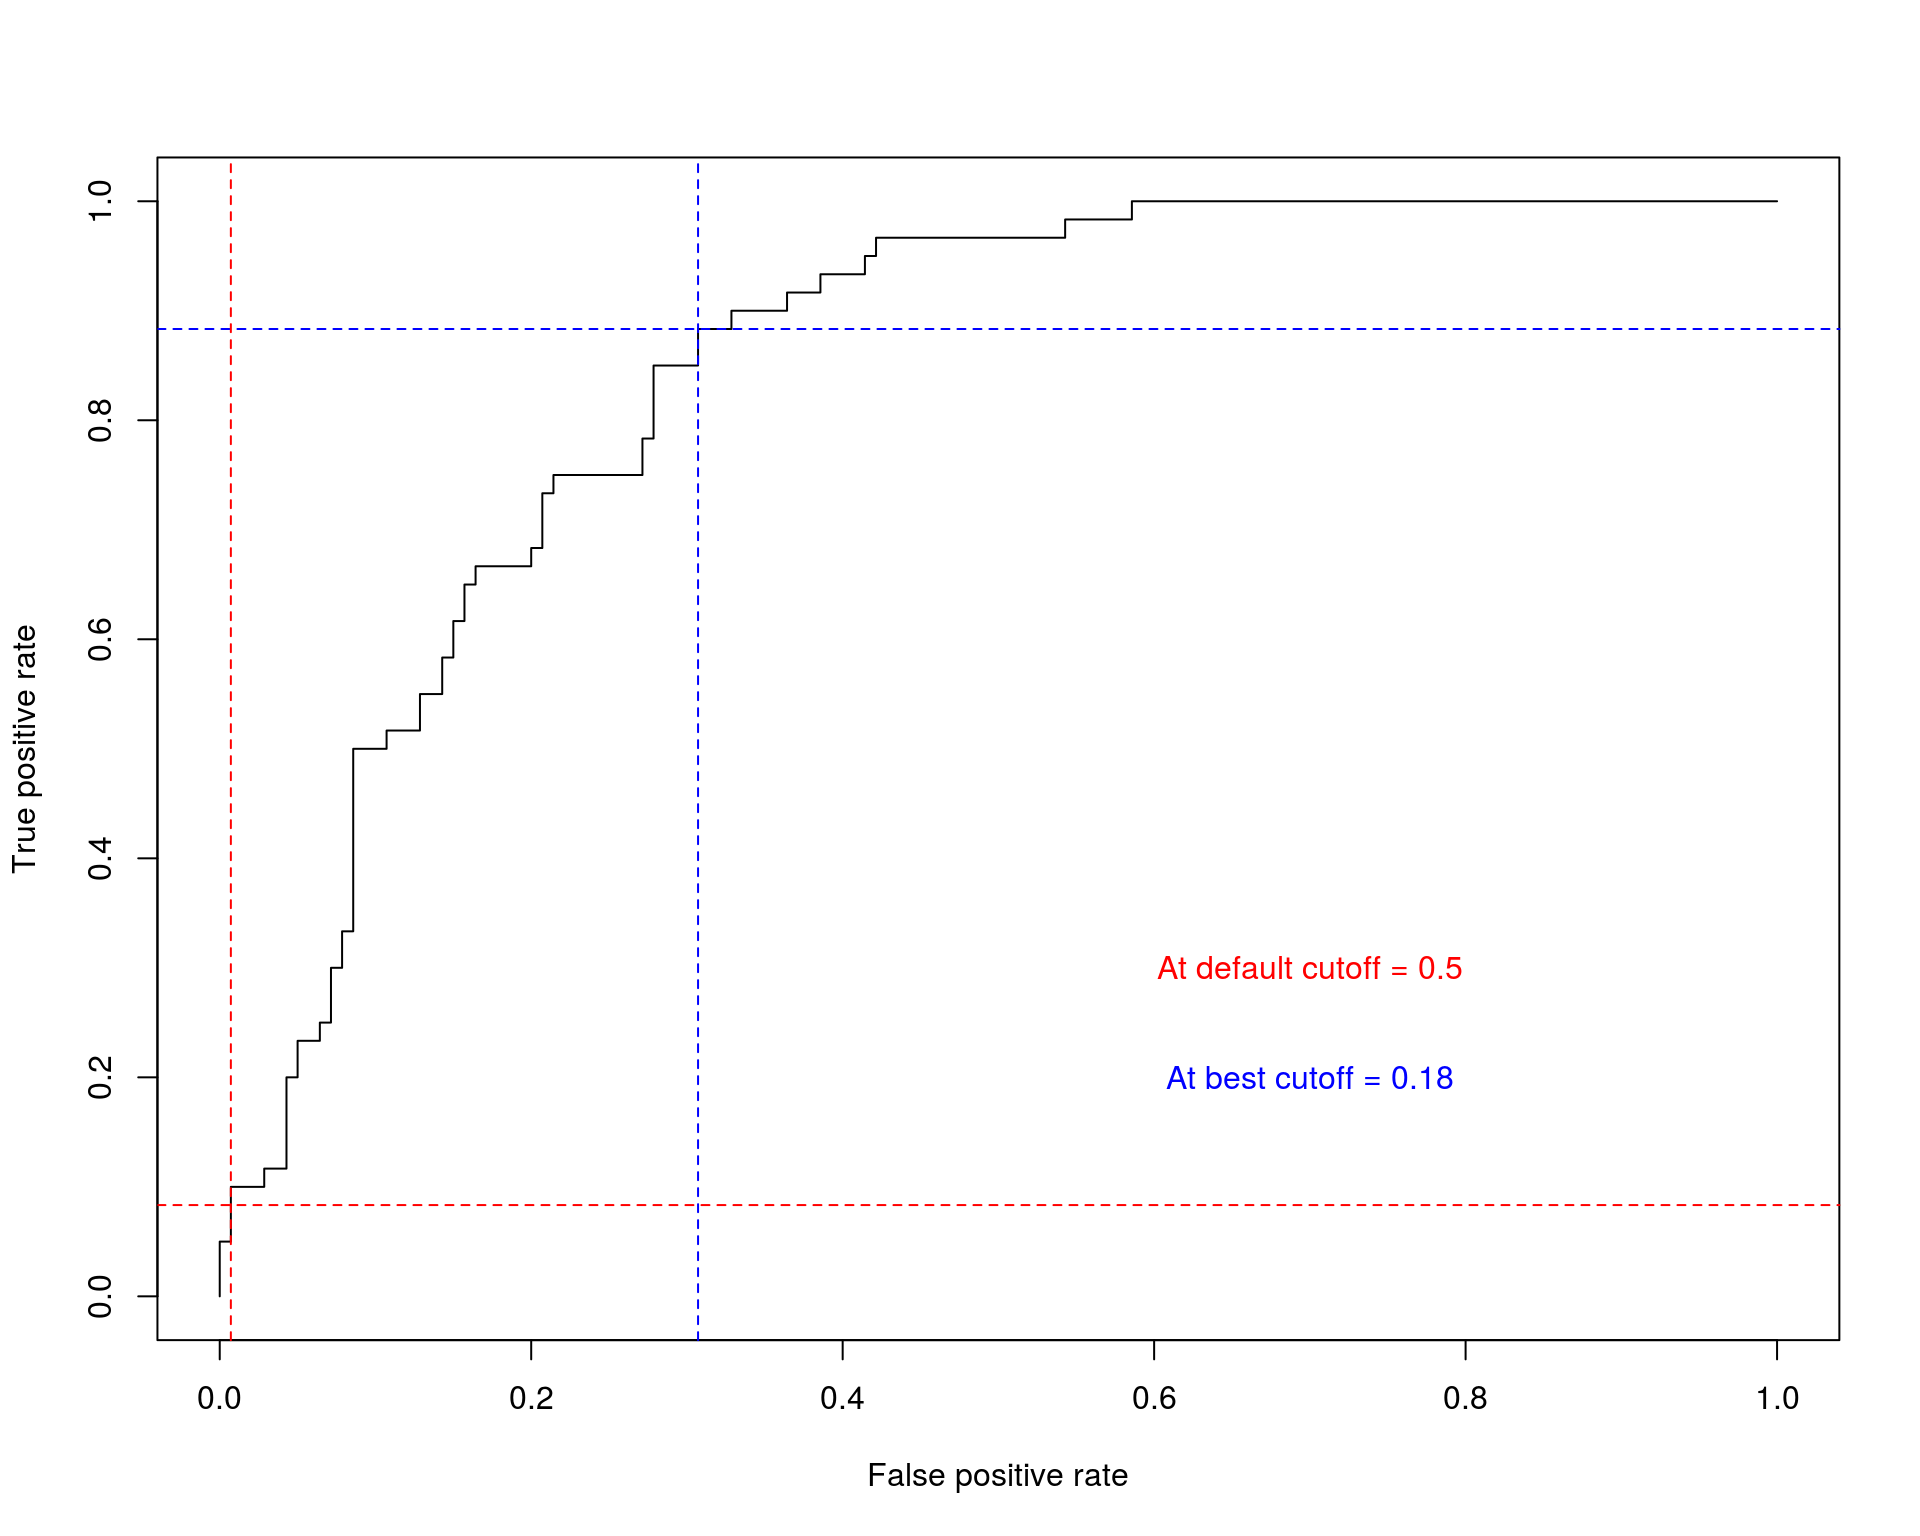 1.0
0.8
0.6
0.4
0.2
0.0
True positive rate
At default cutoff = 0.5
At best cutoff = 0.18
0.0 0.2 0.4 0.6 0.8 1.0
False positive rate